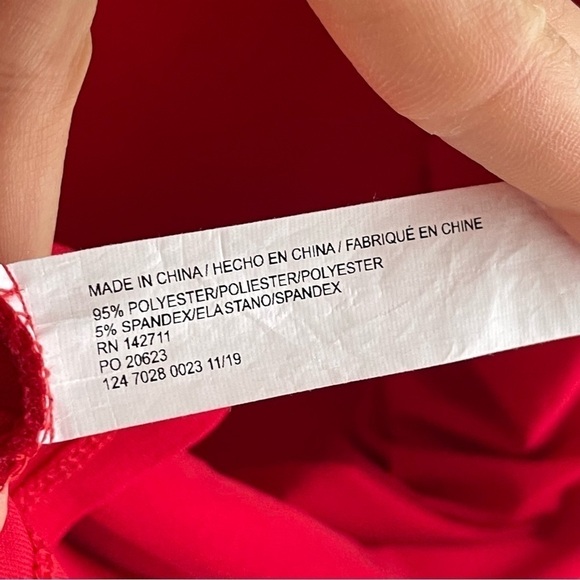 MADE IN CHINA / HECHO EN CHINA / FABRIQUÉ EN CHINE
95% POLYESTER/POLIESTER/POLYESTER
5% SPANDEX/ELASTANO/SPANDEX
RN 142711
PO 20623
124 7028 0023 11/19